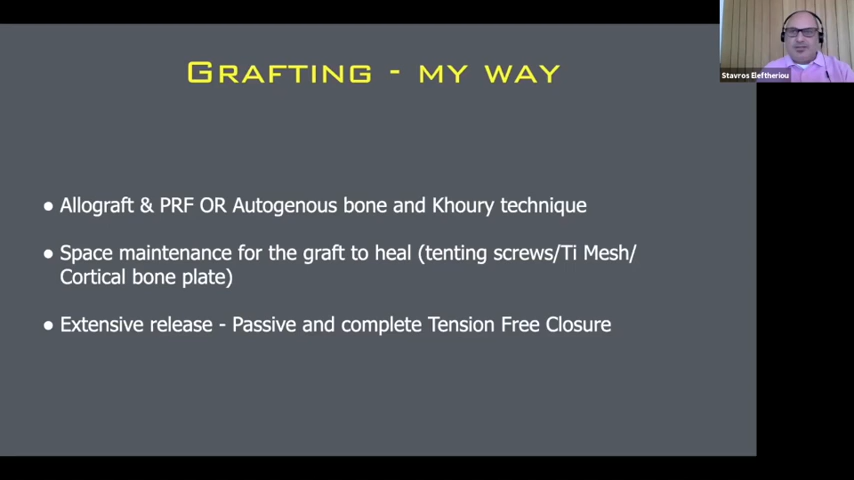 GRAFTING - MY WAY
Stavros Eleftheriou
● Allograft & PRF OR Autogenous bone and Khoury technique
● Space maintenance for the graft to heal (tenting screws/Ti Mesh/
Cortical bone plate)
● Extensive release - Passive and complete Tension Free Closure